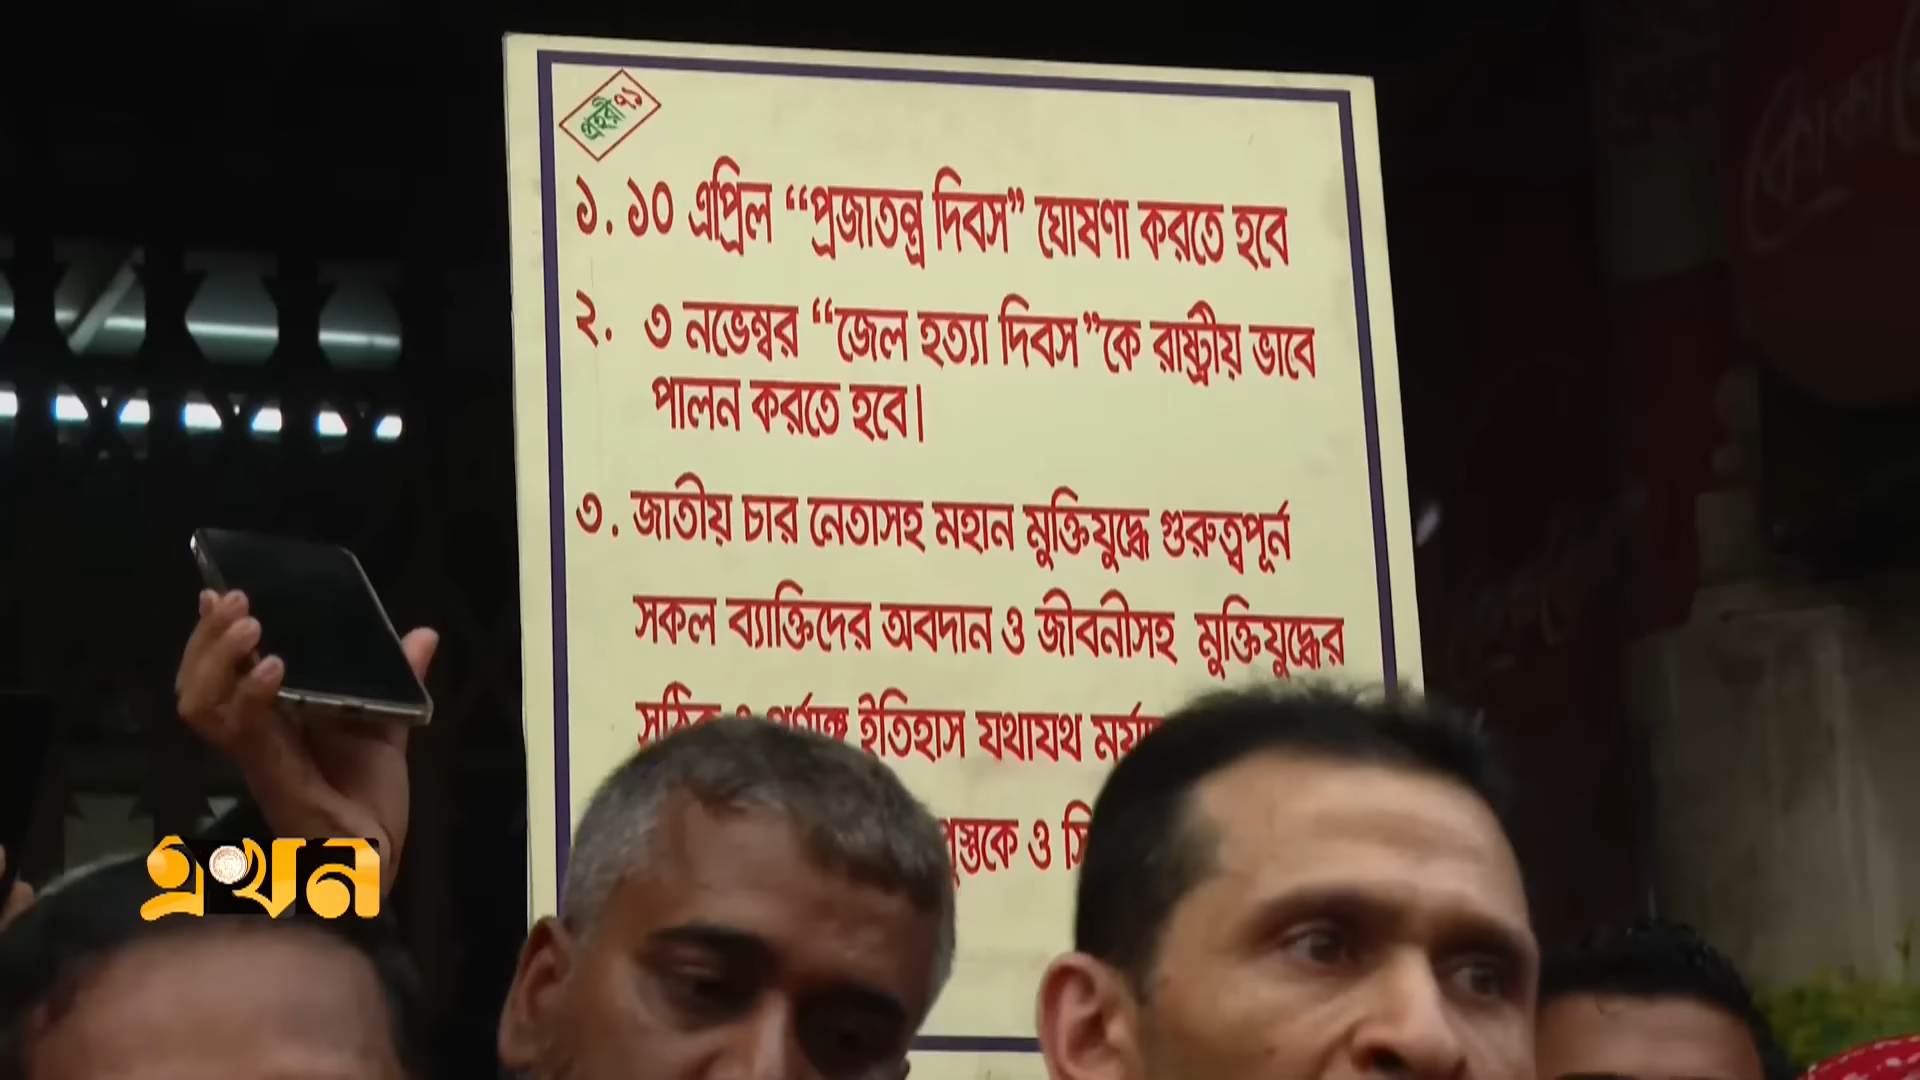 প্রহরী ৭১
১. ১০ এপ্রিল “প্রজাতন্ত্র দিবস” ঘোষণা করতে হবে
২. ৩ নভেম্বর “জেল হত্যা দিবস”কে রাষ্ট্রীয় ভাবে
পালন করতে হবে।
৩. জাতীয় চার নেতাসহ মহান মুক্তিযুদ্ধে গুরুত্বপূর্ন
সকল ব্যাক্তিদের অবদান ও জীবনীসহ মুক্তিযুদ্ধের
ইতিহাস যথাযথ
ও
এখন